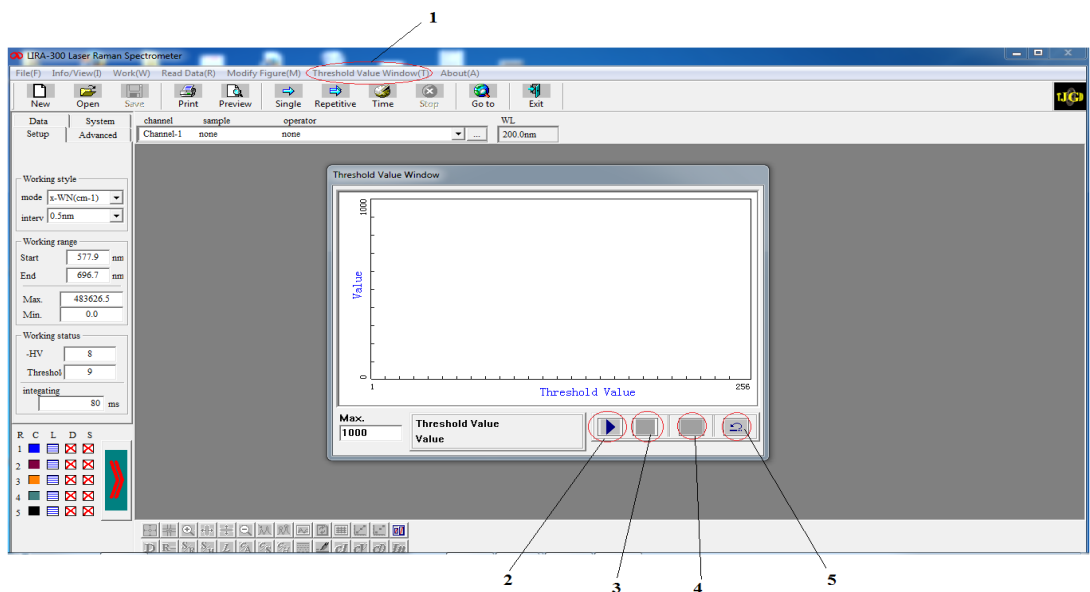 1
LIRA-300 Laser Raman Spectrometer
File(F) Info/View(I) Work(W) Read Data(R) Modify Figure(M) Threshold Value Window(T) About(A)
New Open Save Print Preview Single Repetitive Time Stop Go to Exit
TJGD
Data System
Setup Advanced
channel sample operator WL
Channel-1 none none ... 200.0nm
Working style
mode x-WN(cm-1)
interv 0.5nm
Working range
Start 577.9 nm
End 696.7 nm
Max. 483626.5
Min. 0.0
Working status
-HV 8
Threshol 9
integating
80 ms
R C L D S
1
2
3
4
5
Threshold Value Window
1000
Value
0
1 256
Threshold Value
Max.
1000
Threshold Value
Value
2 3 4 5